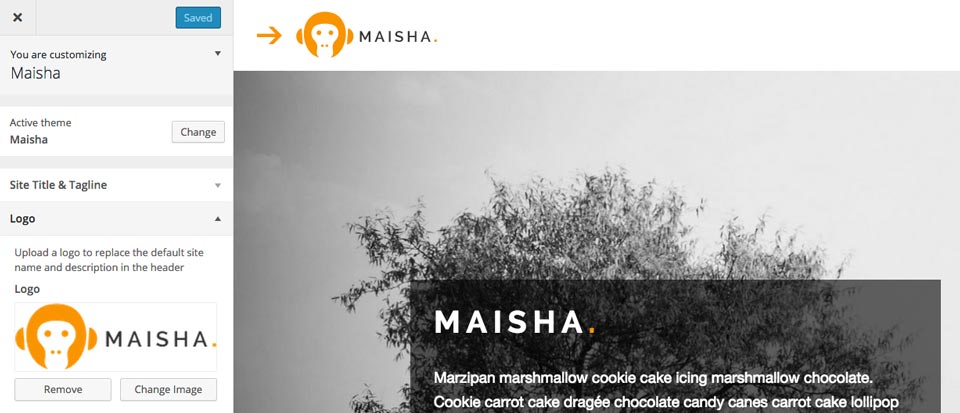 Saved
You are customizing
Maisha
Active theme
Maisha
Change
Site Title & Tagline
Logo
Upload a logo to replace the default site
name and description in the header
Logo
MAISHA.
Remove
Change Image
MAISHA.
MAISHA.
Marzipan marshmallow cookie cake icing marshmallow chocolate.
Cookie carrot cake dragée chocolate candy canes carrot cake lollipop